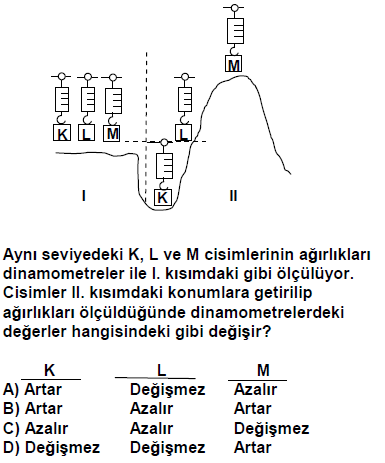 M
K L M L
K
I II
Aynı seviyedeki K, L ve M cisimlerinin ağırlıkları
dinamometreler ile I. kısımdaki gibi ölçülüyor.
Cisimler II. kısımdaki konumlara getirilip
ağırlıkları ölçüldüğünde dinamometrelerdeki
değerler hangisindeki gibi değişir?
K L M
A) Artar Değişmez Azalır
B) Artar Azalır Artar
C) Azalır Azalır Değişmez
D) Değişmez Değişmez Artar